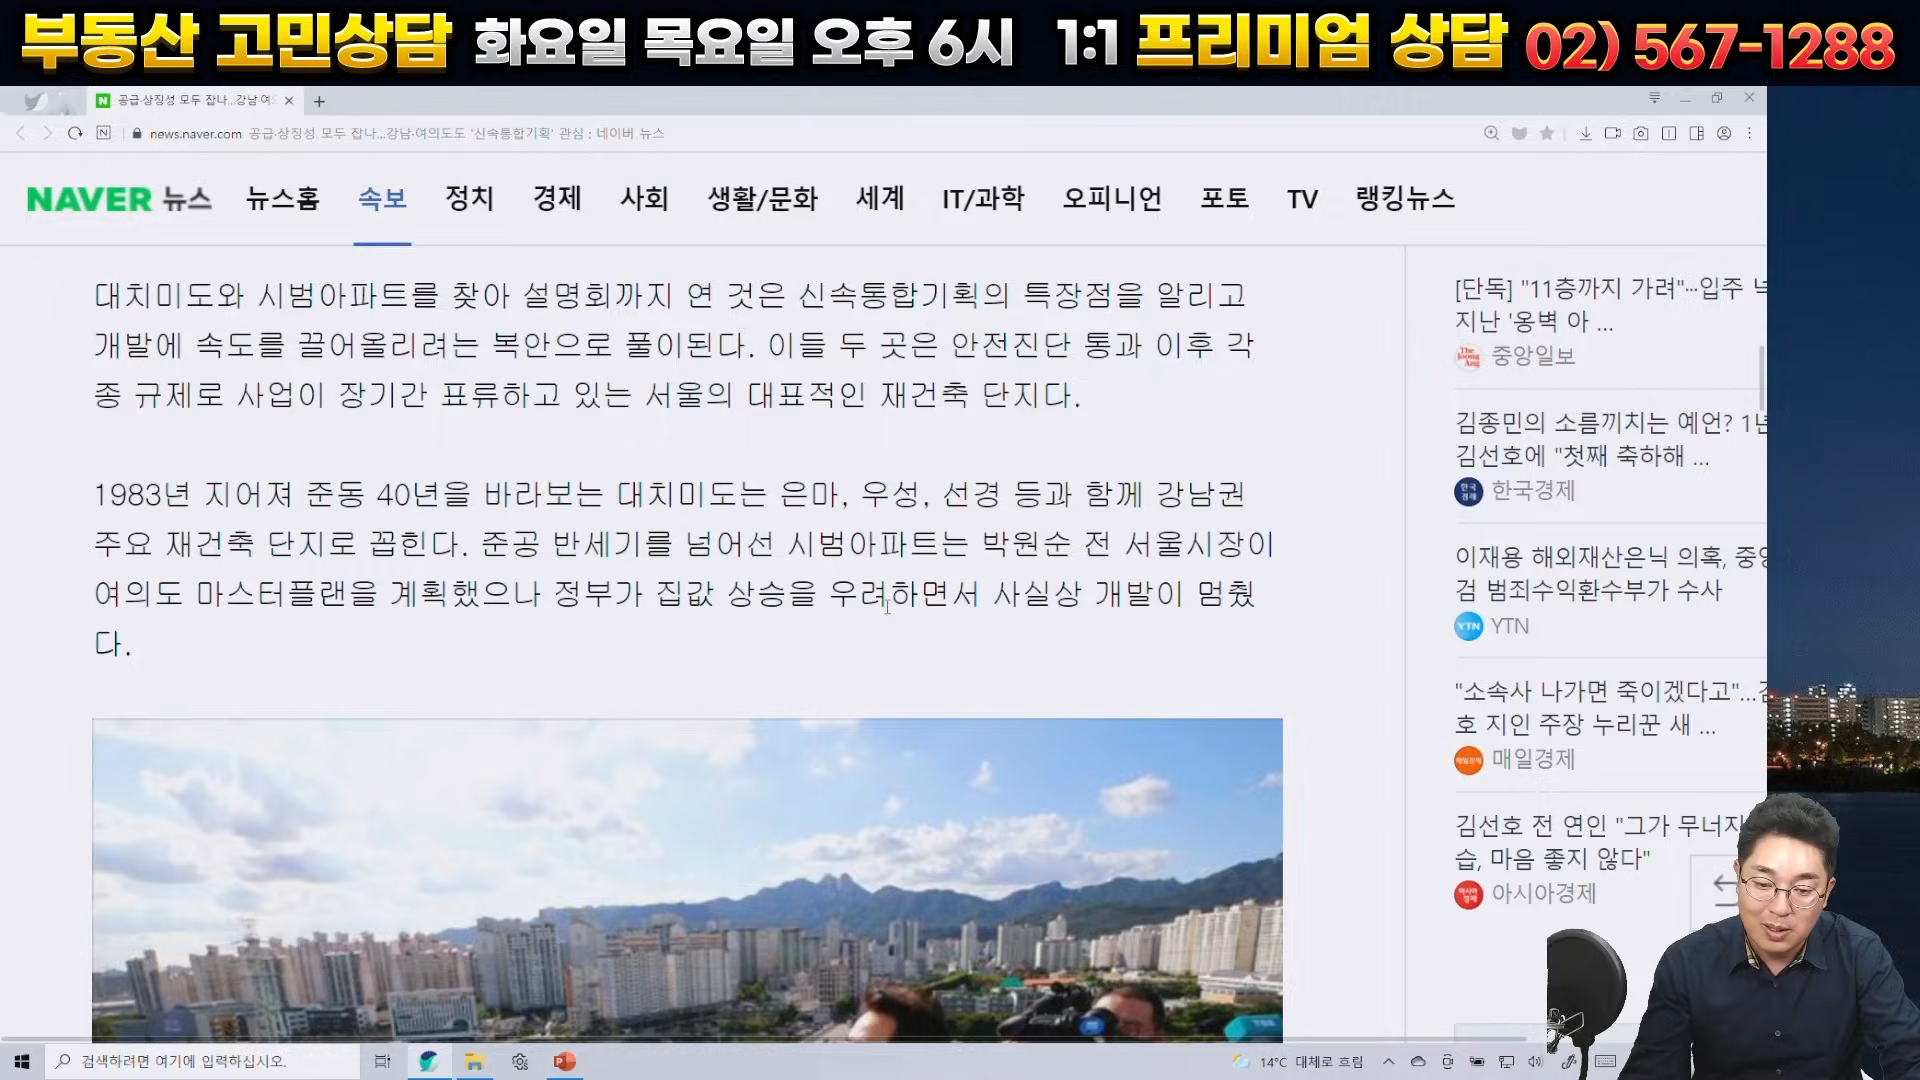 부동산 고민상담 화요일 목요일 오후 6시 1:1 프리미엄 상담 02) 567-1288
공급·상징성 모두 잡나...강남·여의
news.naver.com 공급·상징성 모두 잡나...강남·여의도도 '신속통합기획' 관심 : 네이버 뉴스
NAVER 뉴스 뉴스홈 속보 정치 경제 사회 생활/문화 세계 IT/과학 오피니언 포토 TV 랭킹뉴스
대치미도와 시범아파트를 찾아 설명회까지 연 것은 신속통합기획의 특장점을 알리고
개발에 속도를 끌어올리려는 복안으로 풀이된다. 이들 두 곳은 안전진단 통과 이후 각
종 규제로 사업이 장기간 표류하고 있는 서울의 대표적인 재건축 단지다.
1983년 지어져 준동 40년을 바라보는 대치미도는 은마, 우성, 선경 등과 함께 강남권
주요 재건축 단지로 꼽힌다. 준공 반세기를 넘어선 시범아파트는 박원순 전 서울시장이
여의도 마스터플랜을 계획했으나 정부가 집값 상승을 우려하면서 사실상 개발이 멈췄
다.
[단독] "11층까지 가려"…입주
지난 '옹벽 아 ...
The JoongAng 중앙일보
김종민의 소름끼치는 예언? 1년
김선호에 "첫째 축하해 ...
한국경제 한국경제
이재용 해외재산은닉 의혹, 중앙
검 범죄수익환수부가 수사
YTN YTN
"소속사 나가면 죽이겠다고"...
호 지인 주장 누리꾼 새 ...
매일경제 매일경제
김선호 전 연인 "그가 무너지
습, 마음 좋지 않다"
아시아경제 아시아경제
검색하려면 여기에 입력하십시오.
14°C 대체로 흐림